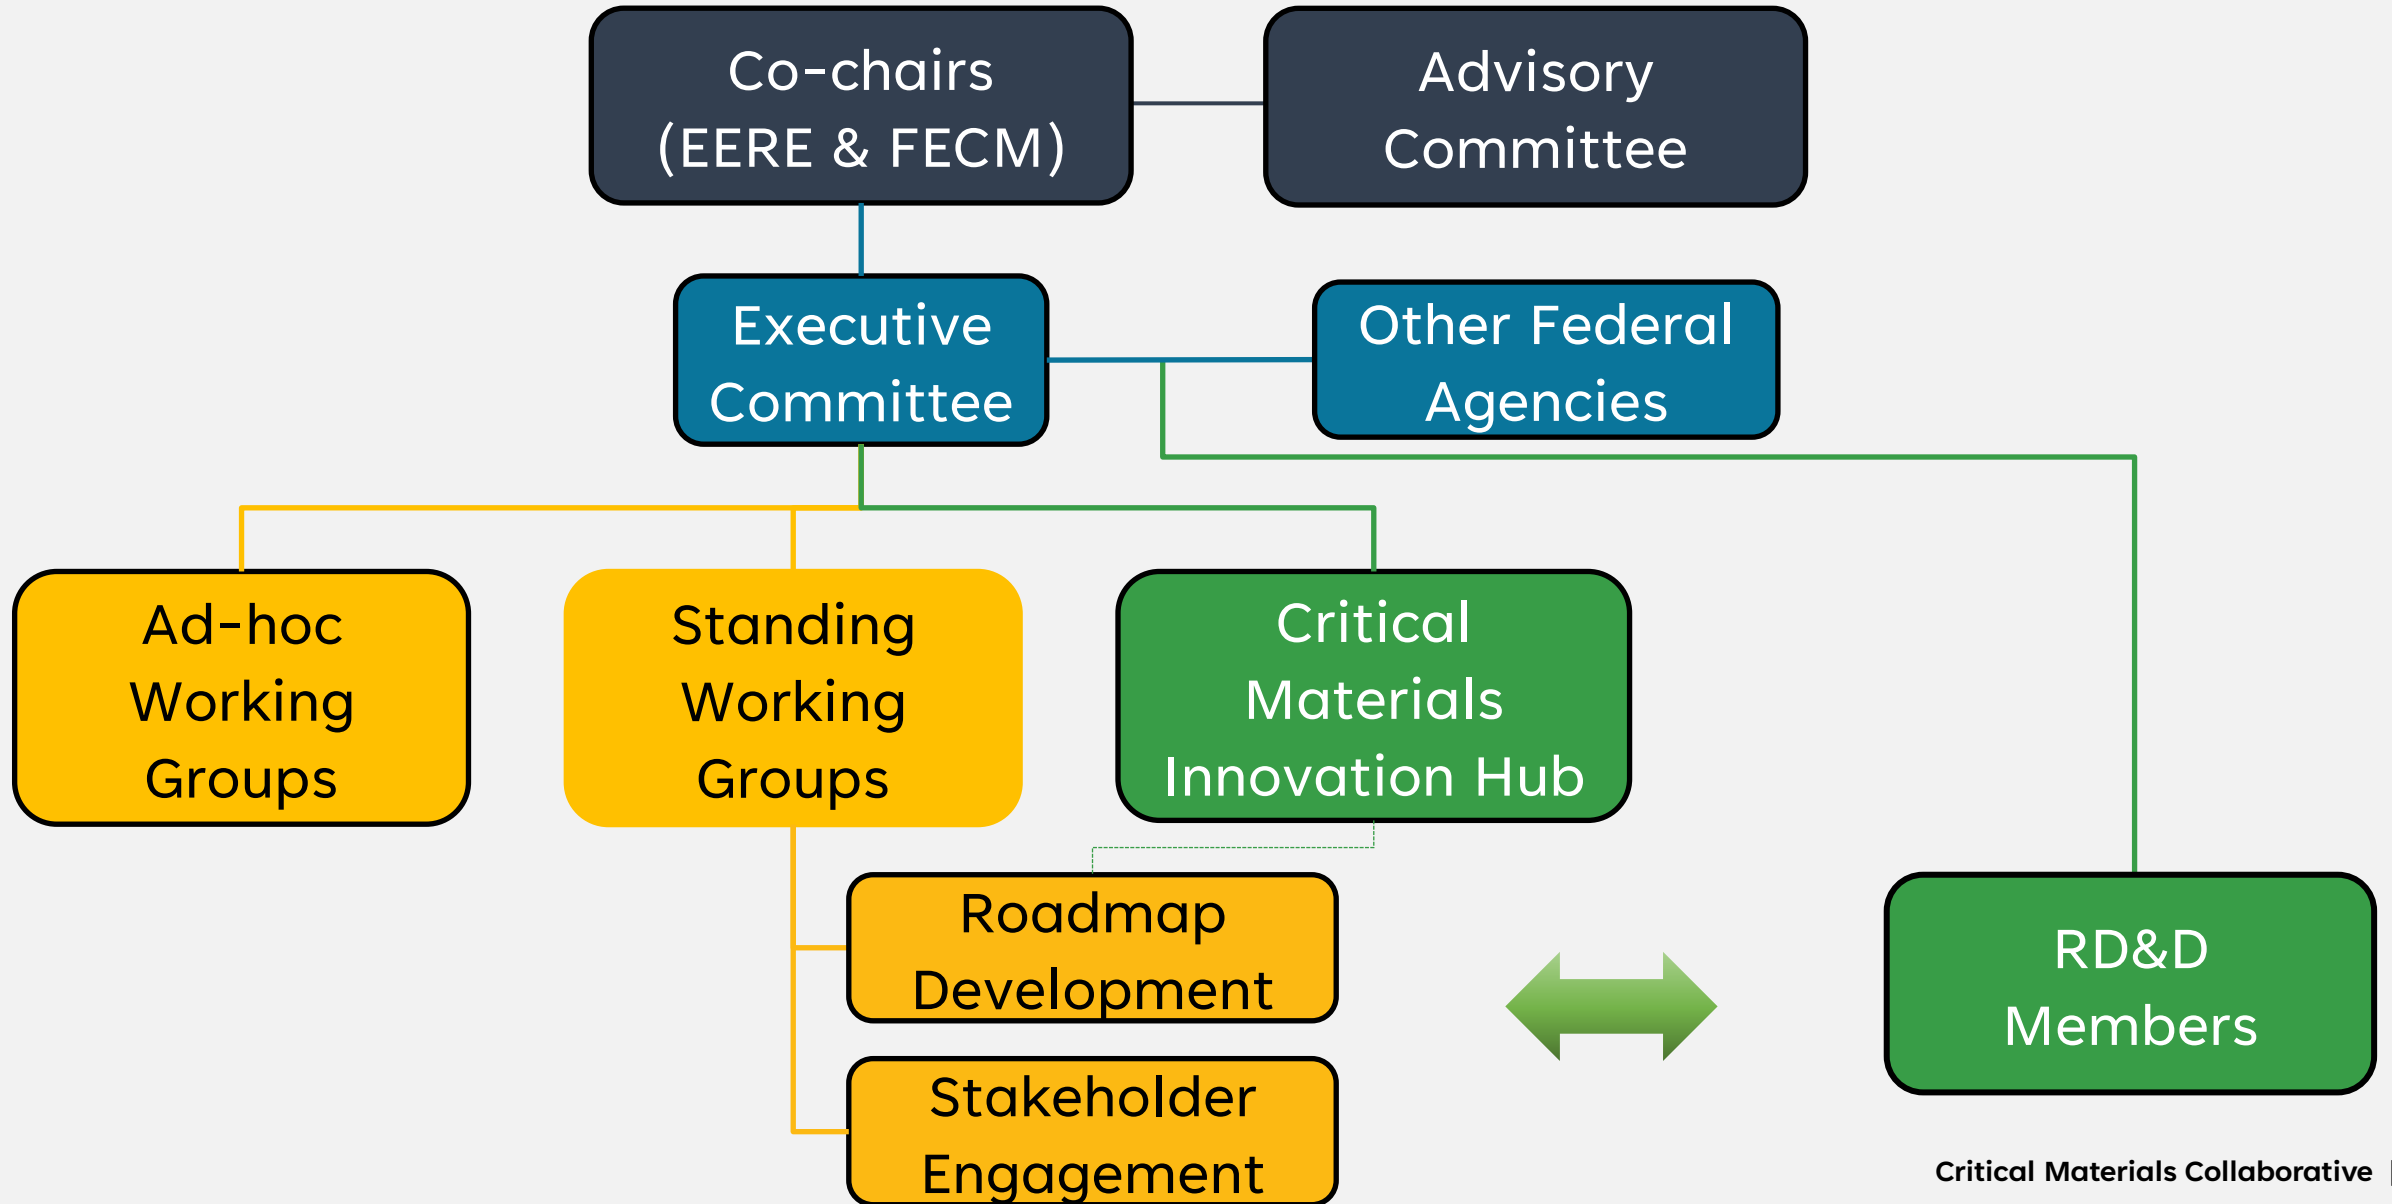 Co-chairs
(EERE & FECM)
Advisory
Committee
Executive
Committee
Other Federal
Agencies
Ad-hoc
Working
Groups
Standing
Working
Groups
Critical
Materials
Innovation Hub
Roadmap
Development
Stakeholder
Engagement
RD&D
Members
Critical Materials Collaborative |